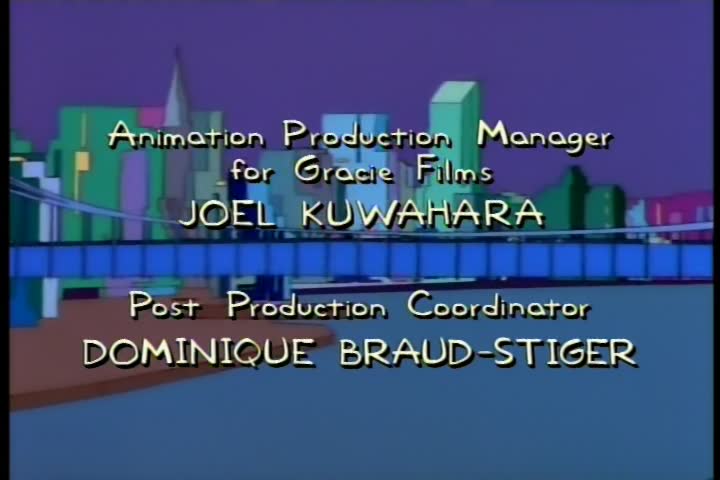 Animation Production Manager
for Gracie Films
JOEL KUWAHARA
Post Production Coordinator
DOMINIQUE BRAUD-STIGER